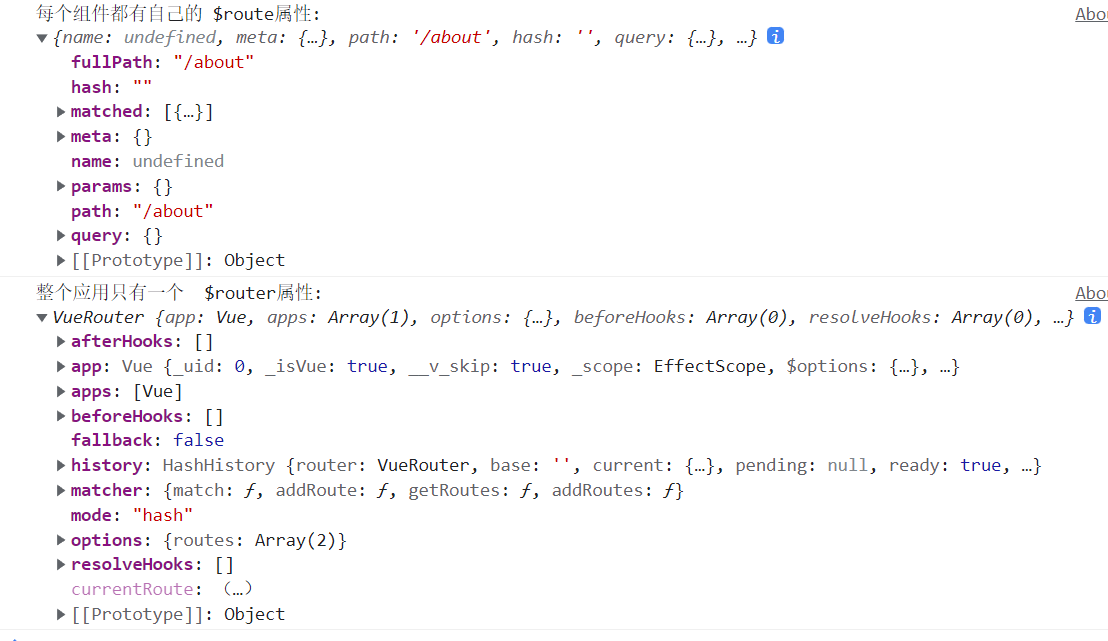 每个组件都有自己的 $route属性: Abou
{name: undefined, meta: {…}, path: '/about', hash: '', query: {…}, …} i
fullPath: "/about"
hash: ""
matched: [{…}]
meta: {}
name: undefined
params: {}
path: "/about"
query: {}
[[Prototype]]: Object
整个应用只有一个  $router属性: Abou
VueRouter {app: Vue, apps: Array(1), options: {…}, beforeHooks: Array(0), resolveHooks: Array(0), …} i
afterHooks: []
app: Vue {_uid: 0, _isVue: true, __v_skip: true, _scope: EffectScope, $options: {…}, …}
apps: [Vue]
beforeHooks: []
fallback: false
history: HashHistory {router: VueRouter, base: '', current: {…}, pending: null, ready: true, …}
matcher: {match: ƒ, addRoute: ƒ, getRoutes: ƒ, addRoutes: ƒ}
mode: "hash"
options: {routes: Array(2)}
resolveHooks: []
currentRoute: (…)
[[Prototype]]: Object